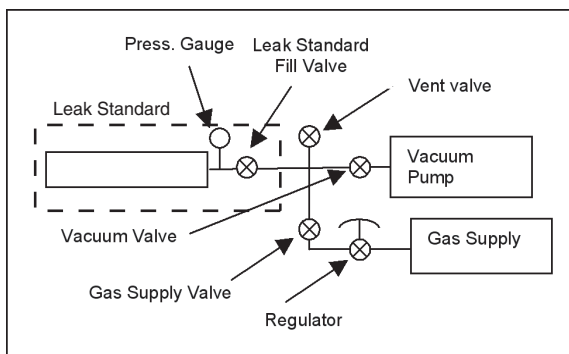 Press. Gauge
Leak Standard
Fill Valve
Vent valve
Leak Standard
Vacuum
Pump
Vacuum Valve
Gas Supply
Gas Supply Valve
Regulator